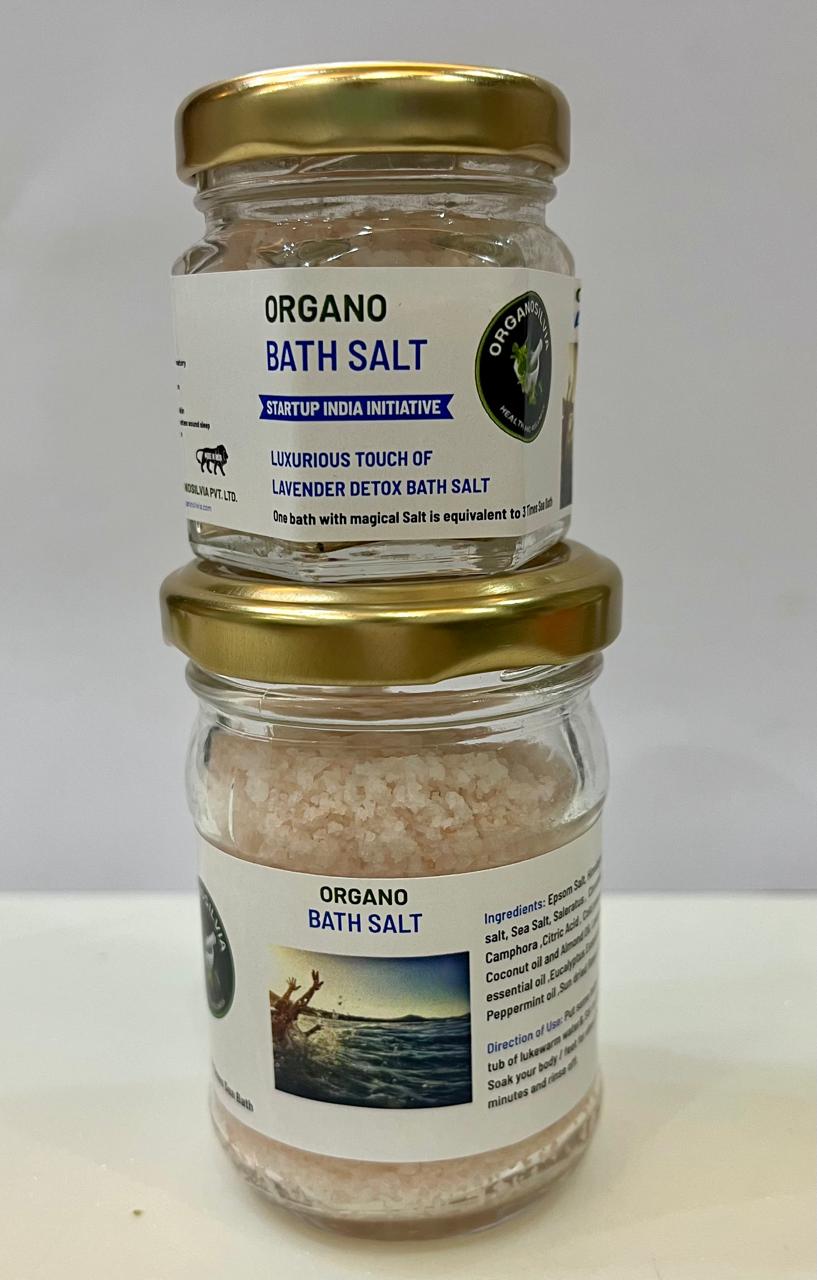 ORGANO
BATH SALT
STARTUP INDIA INITIATIVE
LUXURIOUS TOUCH OF
LAVENDER DETOX BATH SALT
One bath with magical Salt is equivalent to 3 Times Sea Bath
ORGANOSILVIA
NOSILVIA PVT. LTD.
ORGANO
BATH SALT
Sea Bath
Ingredients: Epsom Salt,
salt, Sea Salt, Saleratus,
Camphora ,Citric Acid,
Coconut oil and Almond
essential oil ,Eucalyptus
Peppermint oil ,Sun dried
Direction of Use: Put
tub of lukewarm
Soak your body / feet
minutes and rinse off.